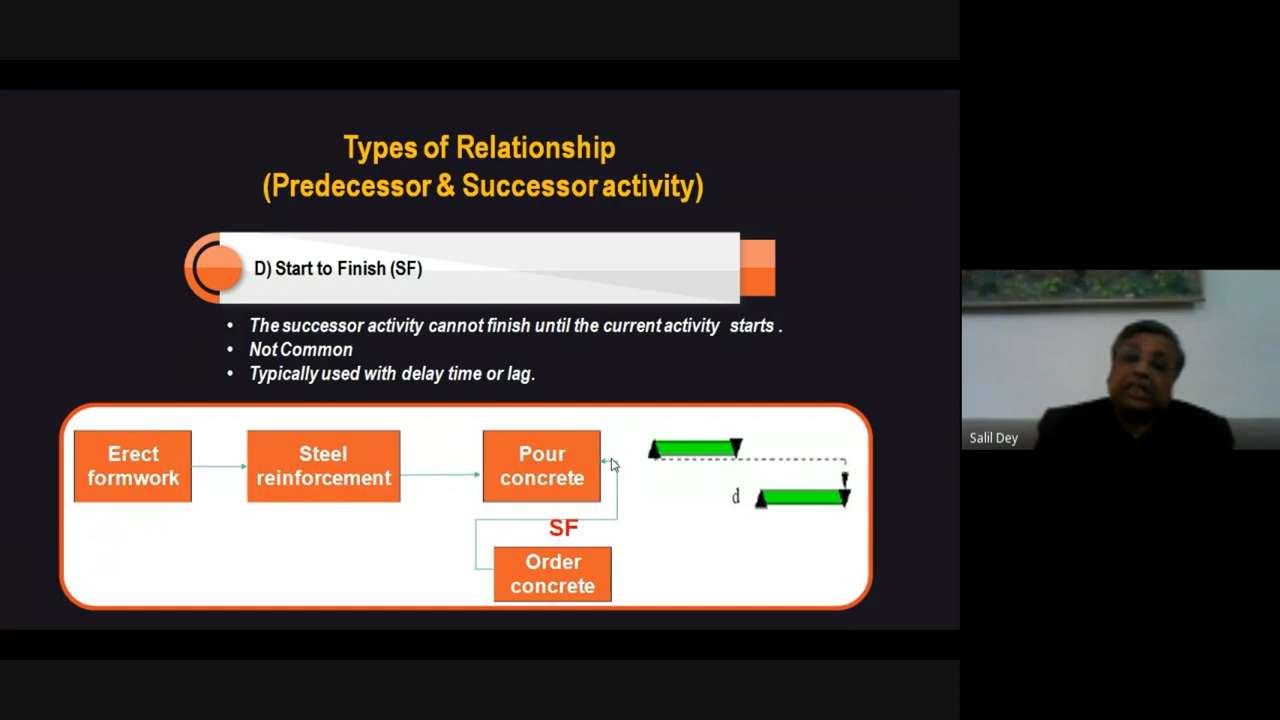 Types of Relationship
(Predecessor & Successor activity)
D) Start to Finish (SF)
• The successor activity cannot finish until the current activity starts .
• Not Common
• Typically used with delay time or lag.
Erect
formwork
Steel
reinforcement
Pour
concrete
d
SF
Order
concrete
Salil Dey